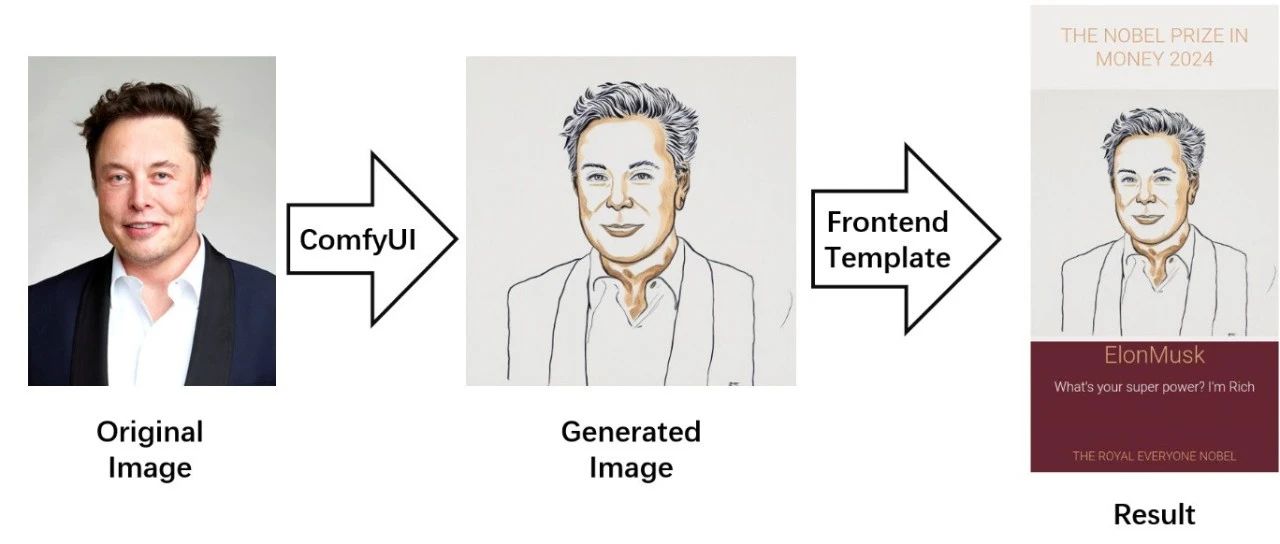 THE NOBEL PRIZE IN
MONEY 2024
ComfyUI
Frontend
Template
ElonMusk
What's your super power? I'm Rich
THE ROYAL EVERYONE NOBEL
Original
Image
Generated
Image
Result